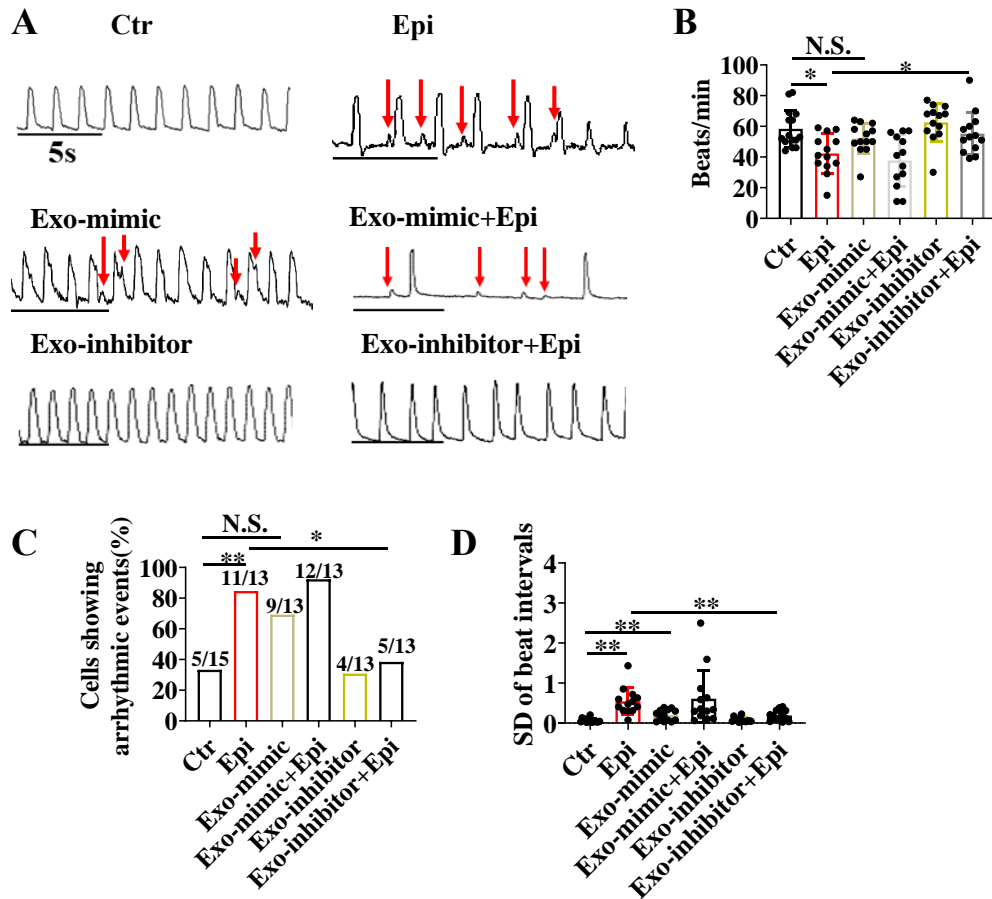 A
Ctr
Epi
5s
Exo-mimic
Exo-mimic+Epi
Exo-inhibitor
Exo-inhibitor+Epi
B
N.S.
*
*
Beats/min
100
80
60
40
20
0
Ctr
Epi
Exo-mimic
Exo-mimic+Epi
Exo-inhibitor
Exo-inhibitor+Epi
C
N.S.
**
*
Cells showing
arrhythmic events(%)
100
80
60
40
20
0
5/15
11/13
9/13
12/13
4/13
5/13
Ctr
Epi
Exo-mimic
Exo-mimic+Epi
Exo-inhibitor
Exo-inhibitor+Epi
D
SD of beat intervals
4
3
2
1
0
**
**
**
Ctr
Epi
Exo-mimic
Exo-mimic+Epi
Exo-inhibitor
Exo-inhibitor+Epi